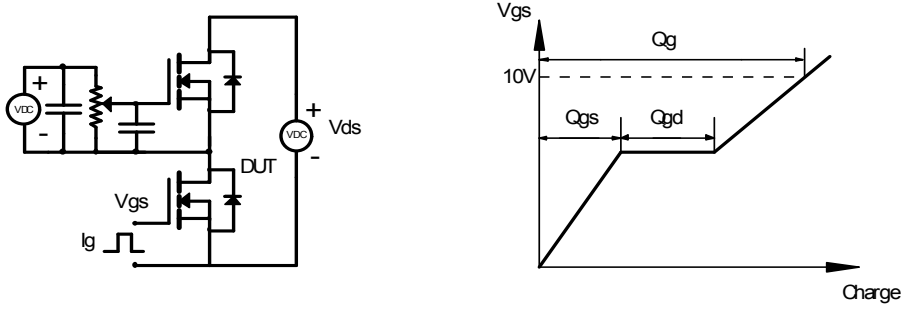 +
VDC
-
DUT
Vgs
Ig
+
VDC
-
Vds
Vgs
10V
Qg
Qgs
Qgd
Charge